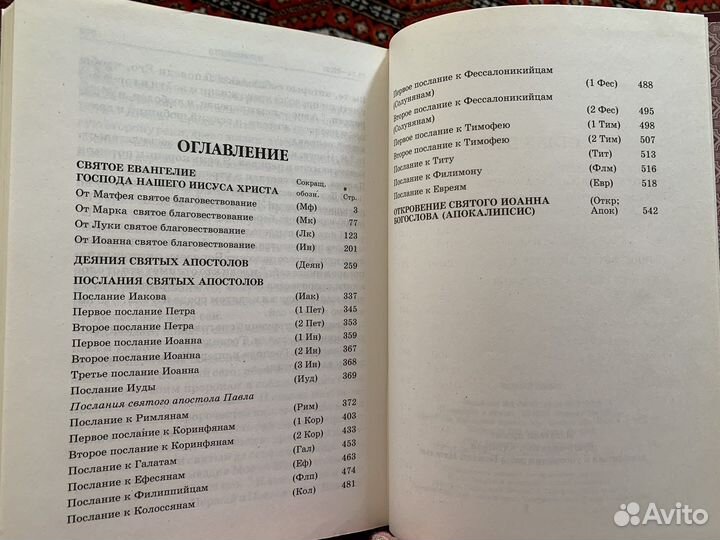 ОГЛАВЛЕНИЕ
СВЯТОЕ ЕВАНГЕЛИЕ
ГОСПОДА НАШЕГО ИИСУСА ХРИСТА Сокращ. обозн. Стр.
От Матфея святое благовествование (Мф) 3
От Марка святое благовествование (Мк) 77
От Луки святое благовествование (Лк) 123
От Иоанна святое благовествование (Ин) 201
ДЕЯНИЯ СВЯТЫХ АПОСТОЛОВ (Деян) 259
ПОСЛАНИЯ СВЯТЫХ АПОСТОЛОВ
Послание Иакова (Иак) 337
Первое послание Петра (1 Пет) 345
Второе послание Петра (2 Пет) 353
Первое послание Иоанна (1 Ин) 359
Второе послание Иоанна (2 Ин) 367
Третье послание Иоанна (3 Ин) 368
Послание Иуды (Иуд) 369
Послания святого апостола Павла
Послание к Римлянам (Рим) 372
Первое послание к Коринфянам (1 Кор) 403
Второе послание к Коринфянам (2 Кор) 433
Послание к Галатам (Гал) 453
Послание к Ефесянам (Еф) 463
Послание к Филиппийцам (Флп) 474
Послание к Колоссянам (Кол) 481
Первое послание к Фессалоникийцам
(Солунянам) (1 Фес) 488
Второе послание к Фессалоникийцам
(Солунянам) (2 Фес) 495
Первое послание к Тимофею (1 Тим) 498
Второе послание к Тимофею (2 Тим) 507
Послание к Титу (Тит) 513
Послание к Филимону (Флм) 516
Послание к Евреям (Евр) 518
ОТКРОВЕНИЕ СВЯТОГО ИОАННА (Откр;
БОГОСЛОВА (АПОКАЛИПСИС) Апок) 542
Avito